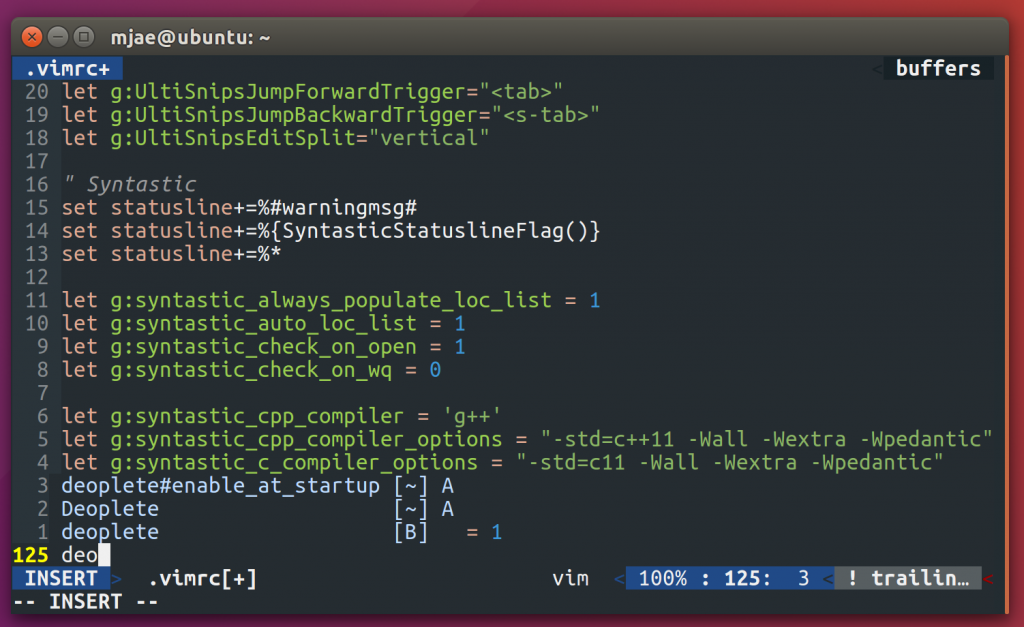 mjae@ubuntu: ~
.vimrc+ < buffers
20 let g:UltiSnipsJumpForwardTrigger="<tab>"
19 let g:UltiSnipsJumpBackwardTrigger="<s-tab>"
18 let g:UltiSnipsEditSplit="vertical"
17
16 " Syntastic
15 set statusline+=%#warningmsg#
14 set statusline+=%{SyntasticStatuslineFlag()}
13 set statusline+=%*
12
11 let g:syntastic_always_populate_loc_list = 1
10 let g:syntastic_auto_loc_list = 1
9 let g:syntastic_check_on_open = 1
8 let g:syntastic_check_on_wq = 0
7
6 let g:syntastic_cpp_compiler = 'g++'
5 let g:syntastic_cpp_compiler_options = "-std=c++11 -Wall -Wextra -Wpedantic"
4 let g:syntastic_c_compiler_options = "-std=c11 -Wall -Wextra -Wpedantic"
3 deoplete#enable_at_startup [~] A
2 Deoplete [~] A
1 deoplete [B] = 1
125 deo
INSERT > .vimrc[+] vim < 100% : 125: 3 < ! trailin… <
-- INSERT --